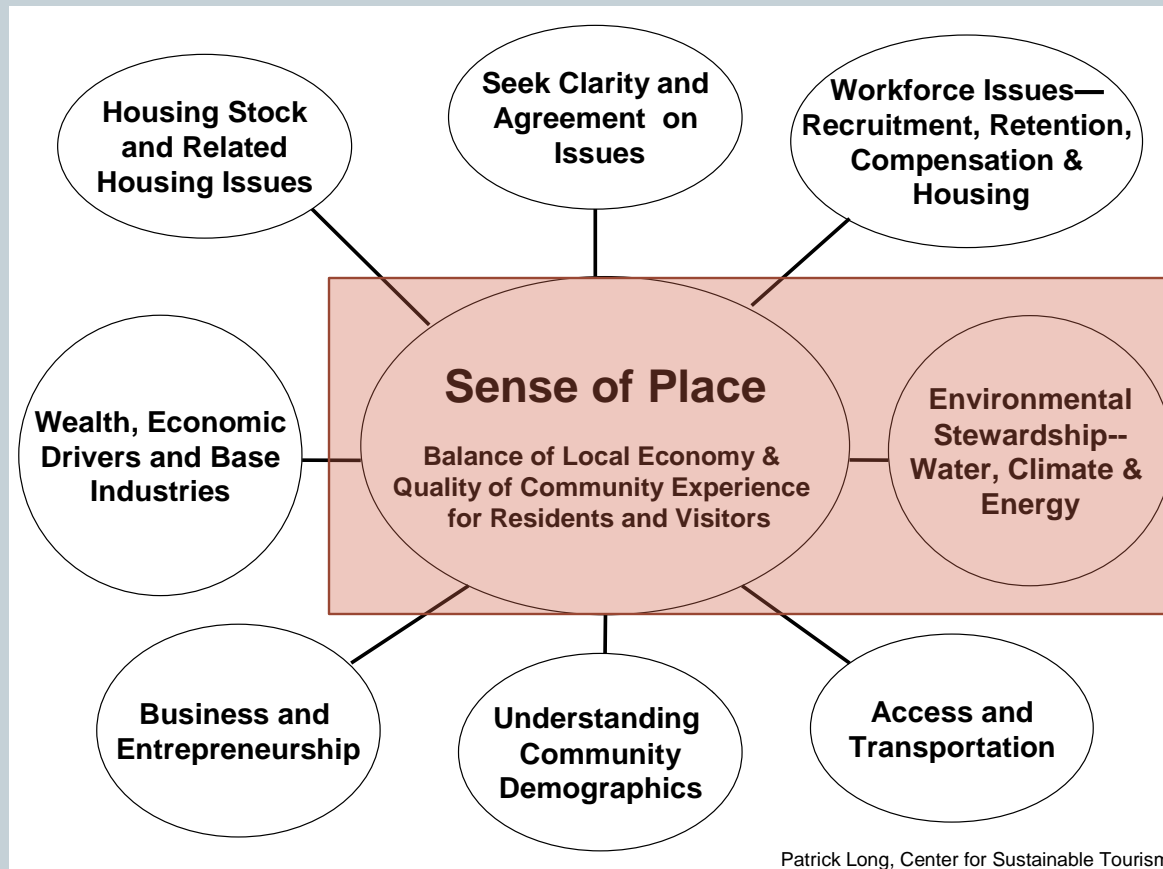 Housing Stock
and Related
Housing Issues
Seek Clarity and
Agreement on
Issues
Workforce Issues—
Recruitment, Retention,
Compensation &
Housing
Wealth, Economic
Drivers and Base
Industries
Sense of Place
Balance of Local Economy &
Quality of Community Experience
for Residents and Visitors
Environmental
Stewardship--
Water, Climate &
Energy
Business and
Entrepreneurship
Understanding
Community
Demographics
Access and
Transportation
Patrick Long, Center for Sustainable Tourism